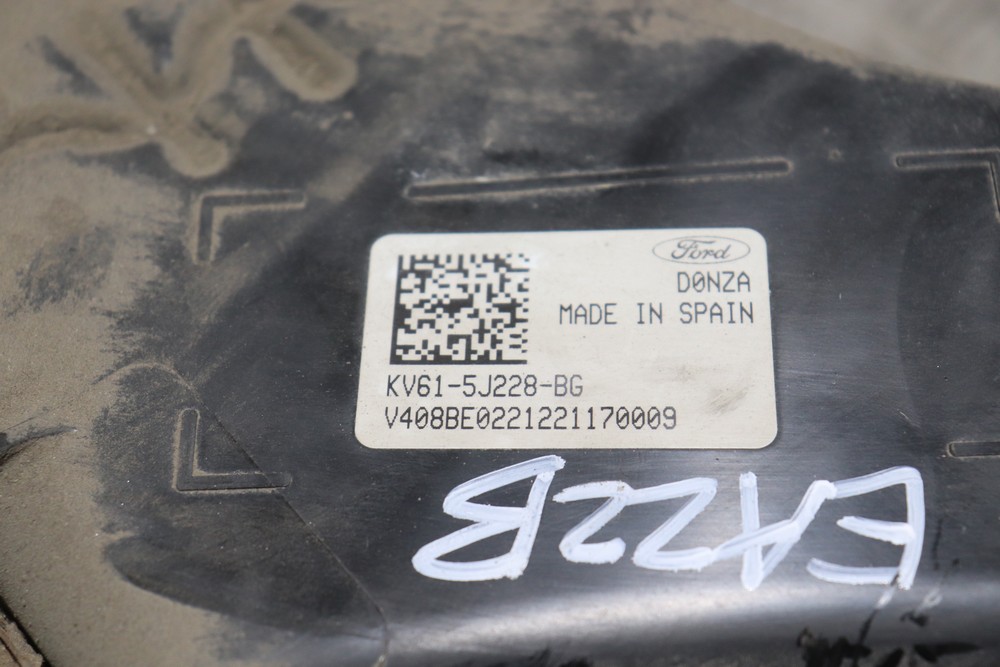 Ford
D0NZA
MADE IN SPAIN
KV61-5J228-BG
V408BE0221221170009
EA22B